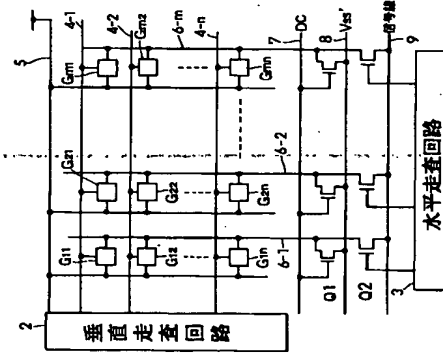 5
4-1
4-2
Gm2
6-m
4-n
7
DC
8
Vss'
信号線
9
Gm1
Gmn
6-2
G21
G22
G2n
G11
G12
6-1
G1n
Q1
Q2
2
垂直走査回路
3
水平走査回路